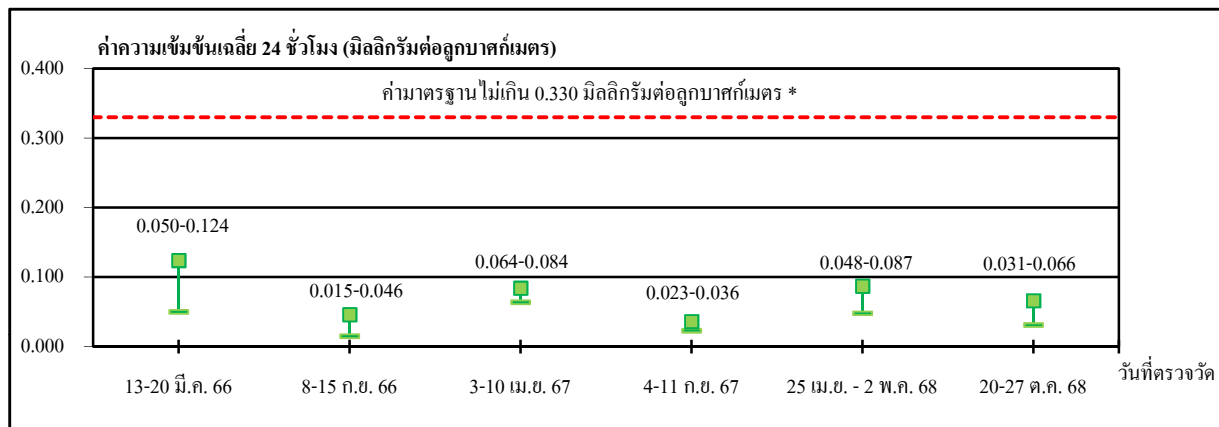 ค่าความเข้มข้นเฉลี่ย 24 ชั่วโมง (มิลลิกรัมต่อลูกบาศก์เมตร)
0.400
ค่ามาตรฐานไม่เกิน 0.330 มิลลิกรัมต่อลูกบาศก์เมตร *
0.300
0.200
0.050-0.124
0.064-0.084
0.048-0.087
0.031-0.066
0.100
0.015-0.046
0.023-0.036
0.000
วันที่ตรวจวัด
13-20 มี.ค. 66
8-15 ก.ย. 66
3-10 เม.ย. 67
4-11 ก.ย. 67
25 เม.ย. - 2 พ.ค. 68
20-27 ต.ค. 68